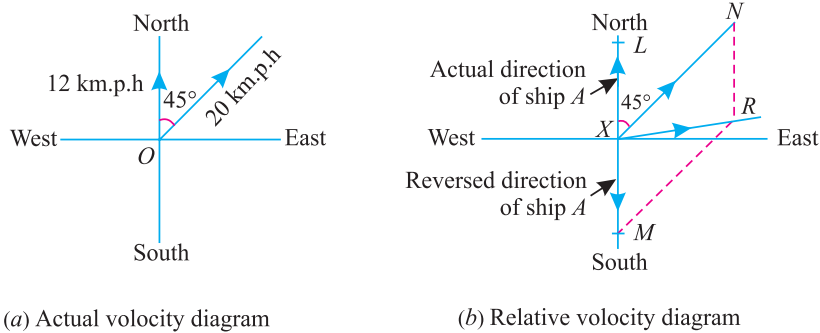 North
12 km.p.h
45°
20 km.p.h
West
East
O
South
(a) Actual volocity diagram
North
L
N
Actual direction
of ship A
45°
X
R
West
East
Reversed direction
of ship A
M
South
(b) Relative volocity diagram